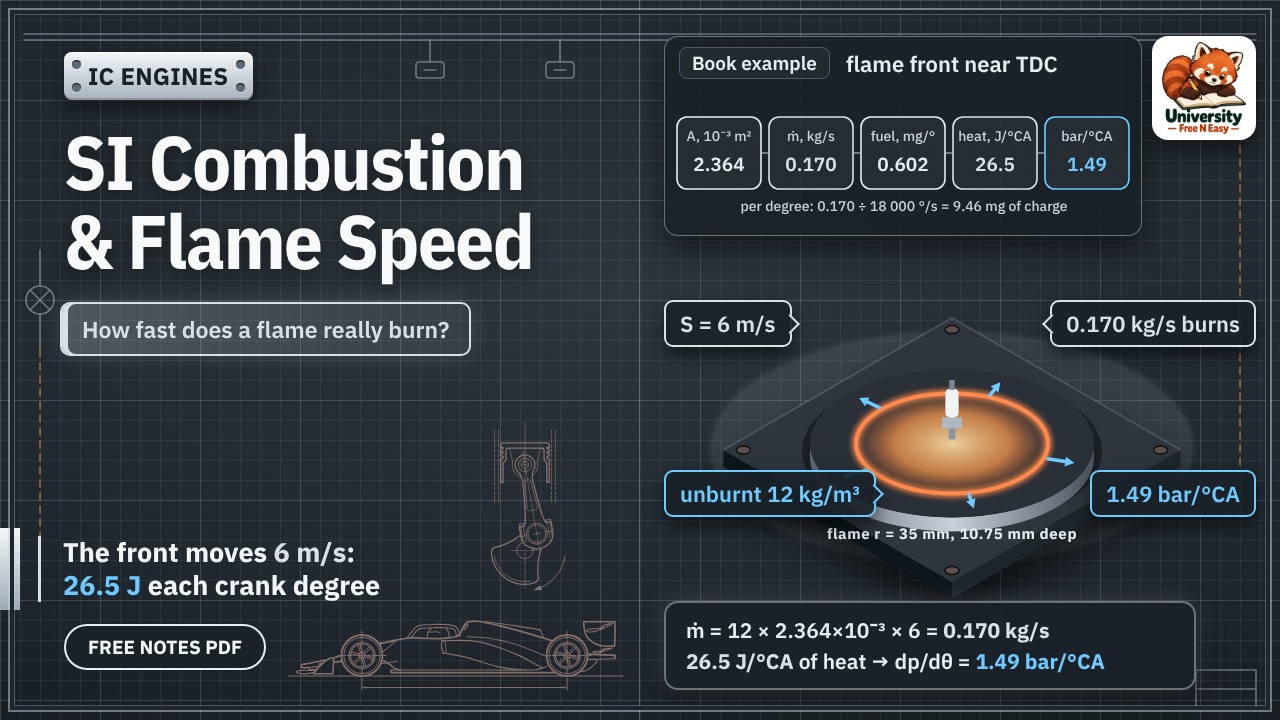 IC ENGINES
SI Combustion
& Flame Speed
How fast does a flame really burn?
The front moves 6 m/s:
26.5 J each crank degree
FREE NOTES PDF
Book example
flame front near TDC
A, 10⁻³ m²
ṁ, kg/s
fuel, mg/°
heat, J/°CA
bar/°CA
2.364
0.170
0.602
26.5
1.49
per degree: 0.170 ÷ 18 000 °/s = 9.46 mg of charge
University
Free N Easy
S = 6 m/s
0.170 kg/s burns
unburnt 12 kg/m³
1.49 bar/°CA
flame r = 35 mm, 10.75 mm deep
ṁ = 12 × 2.364×10⁻³ × 6 = 0.170 kg/s
26.5 J/°CA of heat → dp/dθ = 1.49 bar/°CA